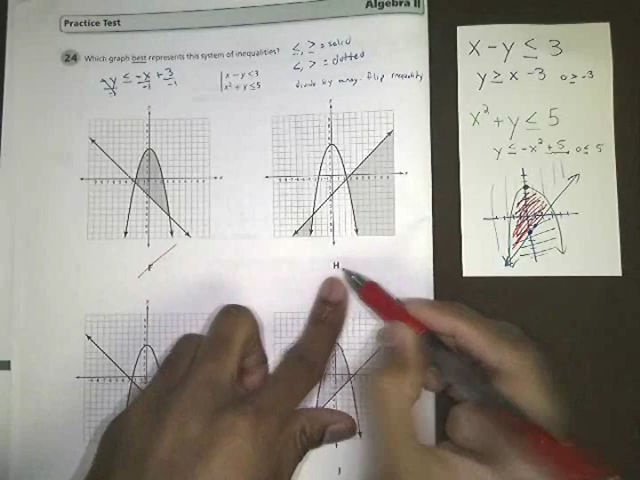 Algebra II
Practice Test
24 Which graph best represents this system of inequalities?
≤, ≥ = solid
<, > = dotted
divide by neg. flip inequality
x − y ≤ 3
x² + y ≤ 5
F
H
J
x − y ≤ 3
y ≥ x − 3 0 ≥ −3
x² + y ≤ 5
y ≤ −x² + 5, 0 ≤ 5